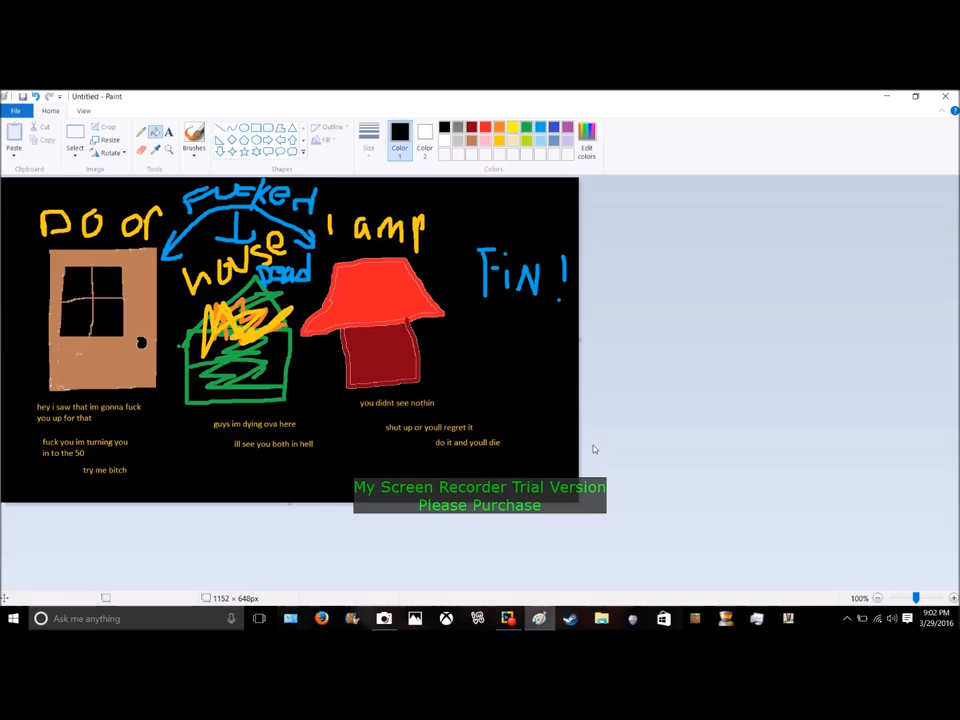 Untitled - Paint
File
Home
View
Paste
Cut
Copy
Clipboard
Select
Crop
Resize
Rotate
Image
Tools
Brushes
Shapes
Outline
Fill
Size
Color
1
Color
2
Colors
Edit
colors
fucked
Door
house
lamp
Dead
FiN!
hey i saw that im gonna fuck
you up for that
fuck you im turning you
in to the 50
try me bitch
guys im dying ova here
ill see you both in hell
you didnt see nothin
shut up or youll regret it
do it and youll die
My Screen Recorder Trial Version
Please Purchase
1152 × 648px
100%
Ask me anything
9:02 PM
3/29/2016